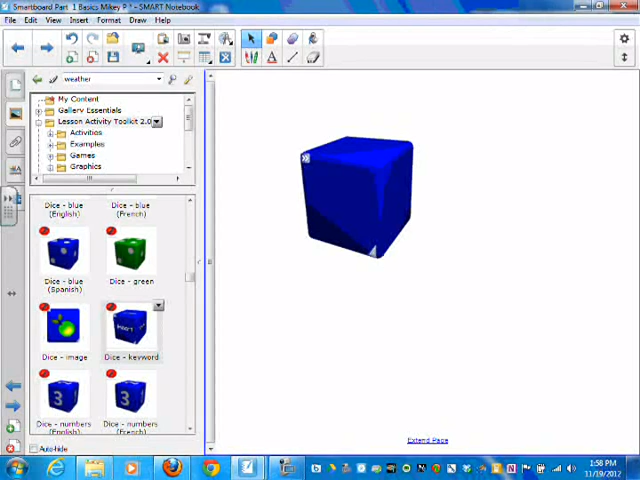 Smartboard Part 1 Basics Mikey P * - SMART Notebook
File Edit View Insert Format Draw Help
weather
My Content
Gallery Essentials
Lesson Activity Toolkit 2.0
Activities
Examples
Games
Graphics
Dice - blue (English)
Dice - blue (French)
Dice - blue (Spanish)
Dice - green
Dice - image
Dice - keyword
3
3
Dice - numbers (English)
Dice - numbers (French)
Auto-hide
Extend Page
1:58 PM
11/19/2012